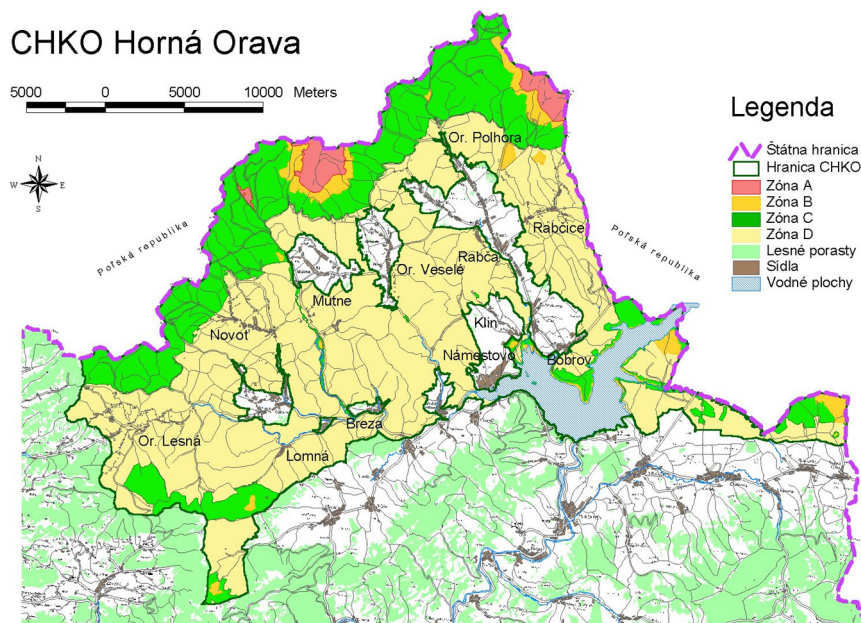 CHKO Horná Orava
5000 0 5000 10000 Meters
N
W E
S
Legenda
Štátna hranica
Hranica CHKO
Zóna A
Zóna B
Zóna C
Zóna D
Lesné porasty
Sídla
Vodné plochy
Poľská republika
Poľská republika
Or. Polhora
Rabčice
Rabča
Or. Veselé
Mutne
Novoť
Klin
Námestovo
Bobrov
Breza
Or. Lesná
Lomná